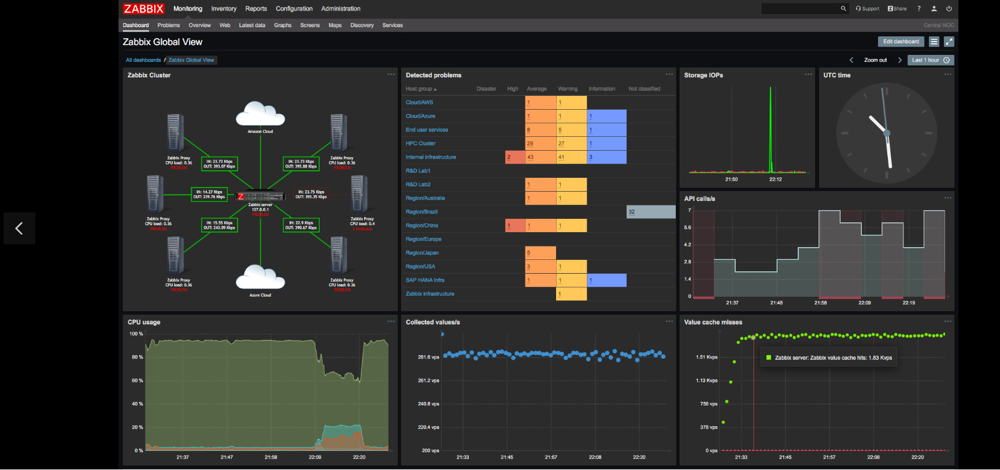 ZABBIX Monitoring Inventory Reports Configuration Administration Support Z Share ?
Dashboard Problems Overview Web Latest data Graphs Screens Maps Discovery Services Central NOC
Zabbix Global View Edit dashboard
All dashboards / Zabbix Global View Zoom out Last 1 hour
Zabbix Cluster
Amazon Cloud
Zabbix Proxy
CPU load: 0.36
PROBLEM
Zabbix Proxy
CPU load: 0.36
PROBLEM
IN: 23.73 Kbps
OUT: 393.07 Kbps
IN: 23.73 Kbps
OUT: 392.88 Kbps
IN: 14.27 Kbps
OUT: 239.76 Kbps
IN: 23.75 Kbps
OUT: 393.35 Kbps
Z
Zabbix server
127.0.0.1
PROBLEM
Zabbix Proxy
CPU load: 0.36
PROBLEM
Zabbix Proxy
CPU load: 0.4
2 Problems
IN: 15.55 Kbps
OUT: 243.09 Kbps
IN: 22.9 Kbps
OUT: 390.67 Kbps
Zabbix Proxy
CPU load: 0.36
PROBLEM
Zabbix Proxy
CPU load: 0.36
PROBLEM
Azure Cloud
Detected problems
Host group Disaster High Average Warning Information Not classified
Cloud/AWS 1 1
Cloud/Azure 1 1 1
End user services 8 5 1
HPC Cluster 29 27 1
Internal infrastructure 2 43 41 3
R&D Lab1
R&D Lab2 1 1
Region/Australia 1 1
Region/Brazil 32
Region/China 1 1 1
Region/Europe
Region/Japan 5
Region/USA 3 1
SAP HANA Infra 1 1 1
Zabbix infrastructure 1
Storage IOPs
21:50 22:12
UTC time
API calls/s
7
5.6
4.2
2.8
1.4
0
21:37 21:48 21:58 22:09 22:19
CPU usage
100 %
80 %
60 %
40 %
20 %
0 %
21:37 21:47 21:58 22:09 22:20
Collected values/s
281.6 vps
261.2 vps
240.8 vps
220.4 vps
200 vps
21:33 21:45 21:57 22:08 22:20
Value cache misses
1.51 Kvps
1.13 Kvps
756 vps
378 vps
0 vps
Zabbix server: Zabbix value cache hits: 1.83 Kvps
21:33 21:45 21:57 22:08 22:20